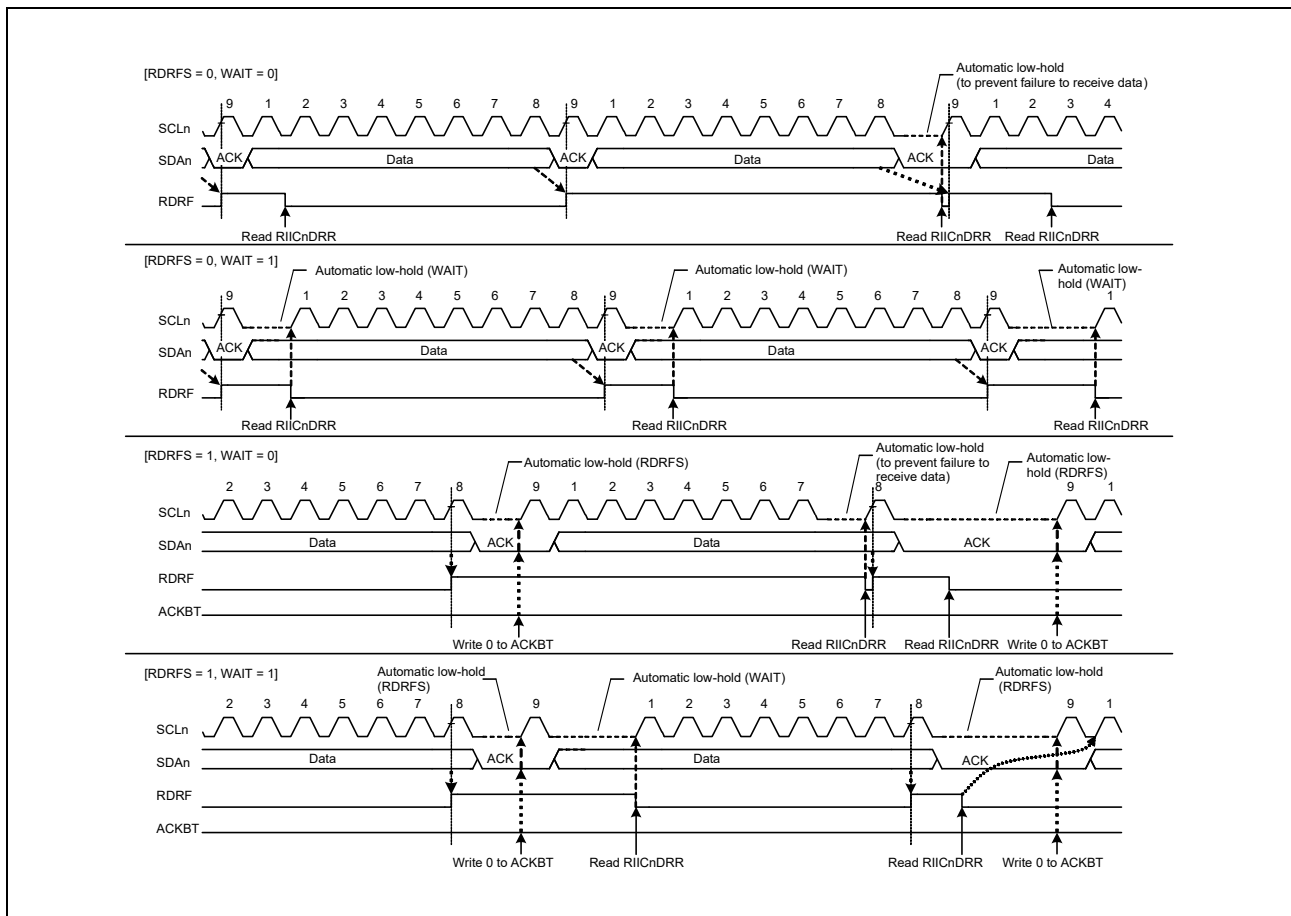 [RDRFS = 0, WAIT = 0]
Automatic low-hold
(to prevent failure to receive data)
9 1 2 3 4 5 6 7 8 9 1 2 3 4 5 6 7 8 9 1 2 3 4
SCLn
SDAn ACK Data ACK Data ACK Data
RDRF
Read RIICnDRR Read RIICnDRR Read RIICnDRR
[RDRFS = 0, WAIT = 1]
Automatic low-hold (WAIT) Automatic low-hold (WAIT) Automatic low-
hold (WAIT)
9 1 2 3 4 5 6 7 8 9 1 2 3 4 5 6 7 8 9 1
SCLn
SDAn ACK Data ACK Data ACK
RDRF
Read RIICnDRR Read RIICnDRR Read RIICnDRR
[RDRFS = 1, WAIT = 0]
Automatic low-hold (RDRFS) Automatic low-hold
(to prevent failure to
receive data) Automatic low-
hold (RDRFS)
2 3 4 5 6 7 8 9 1 2 3 4 5 6 7 8 9 1
SCLn
SDAn Data ACK Data ACK
RDRF
ACKBT
Write 0 to ACKBT Read RIICnDRR Read RIICnDRR Write 0 to ACKBT
[RDRFS = 1, WAIT = 1]
Automatic low-hold
(RDRFS) Automatic low-hold (WAIT) Automatic low-hold
(RDRFS)
2 3 4 5 6 7 8 9 1 2 3 4 5 6 7 8 9 1
SCLn
SDAn Data ACK Data ACK
RDRF
ACKBT
Write 0 to ACKBT Read RIICnDRR Read RIICnDRR Write 0 to ACKBT